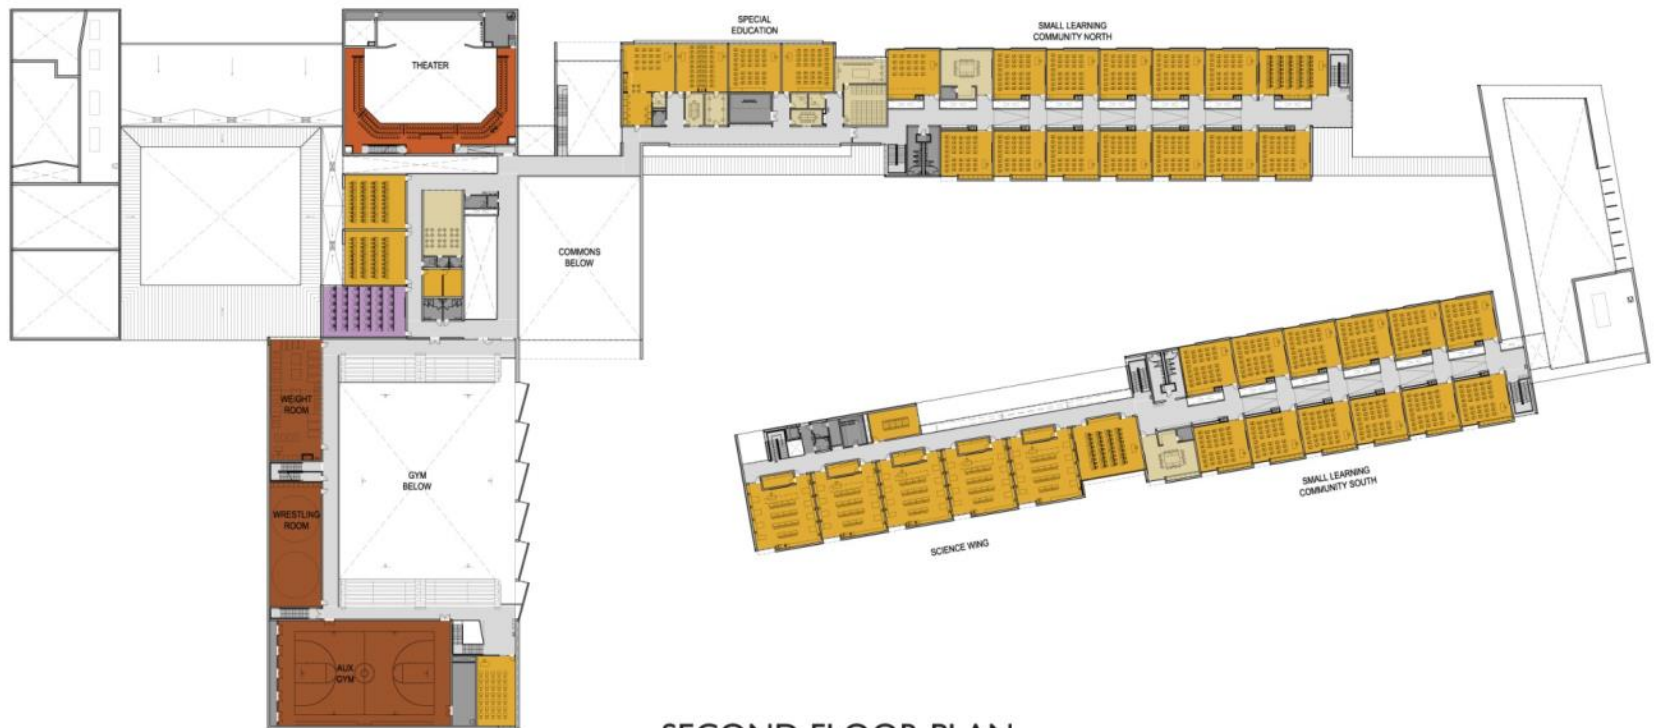 SPECIAL
EDUCATION
SMALL LEARNING
COMMUNITY NORTH
THEATER
COMMONS
BELOW
WEIGHT
ROOM
GYM
BELOW
WRESTLING
ROOM
SMALL LEARNING
COMMUNITY SOUTH
SCIENCE WING
AUX
GYM
SECOND FLOOR PLAN